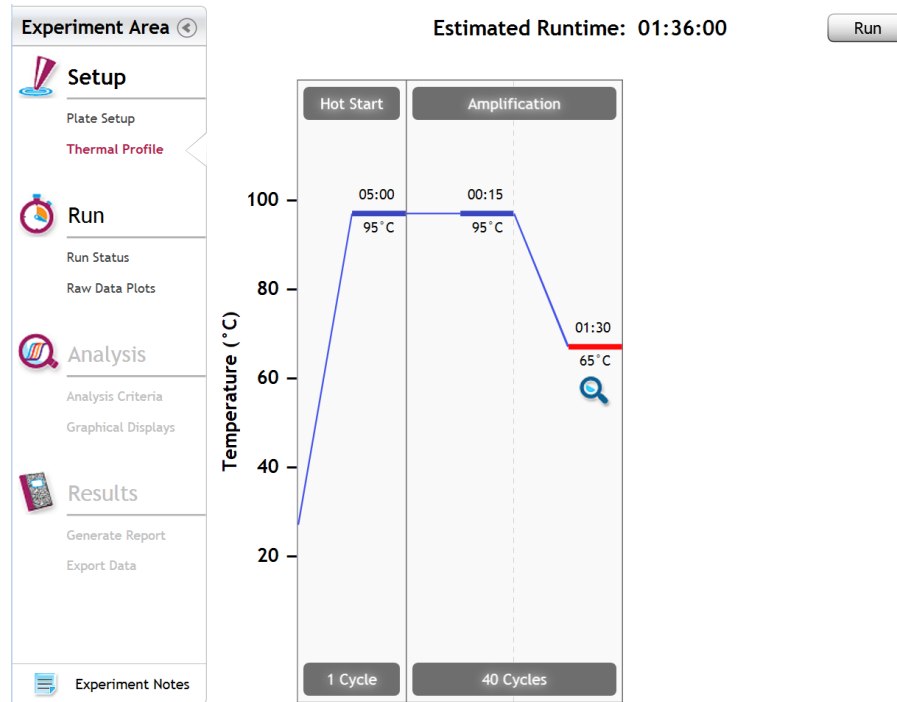 Experiment Area
Estimated Runtime: 01:36:00
Run
Setup
Plate Setup
Thermal Profile
Run
Run Status
Raw Data Plots
Analysis
Analysis Criteria
Graphical Displays
Results
Generate Report
Export Data
Experiment Notes
Hot Start
Amplification
Temperature (°C)
100
80
60
40
20
05:00
95°C
00:15
95°C
01:30
65°C
1 Cycle
40 Cycles